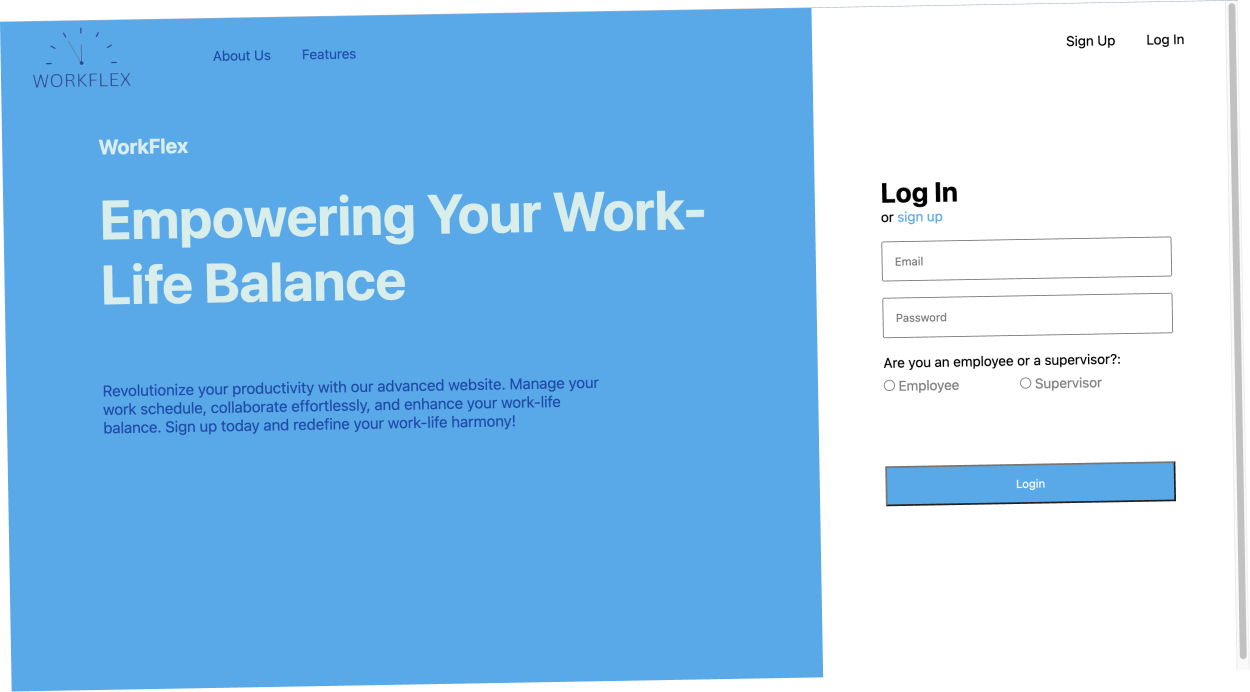 WORKFLEX
About Us
Features
Sign Up
Log In
WorkFlex
Empowering Your Work-
Life Balance
Revolutionize your productivity with our advanced website. Manage your
work schedule, collaborate effortlessly, and enhance your work-life
balance. Sign up today and redefine your work-life harmony!
Log In
or sign up
Email
Password
Are you an employee or a supervisor?:
Employee
Supervisor
Login